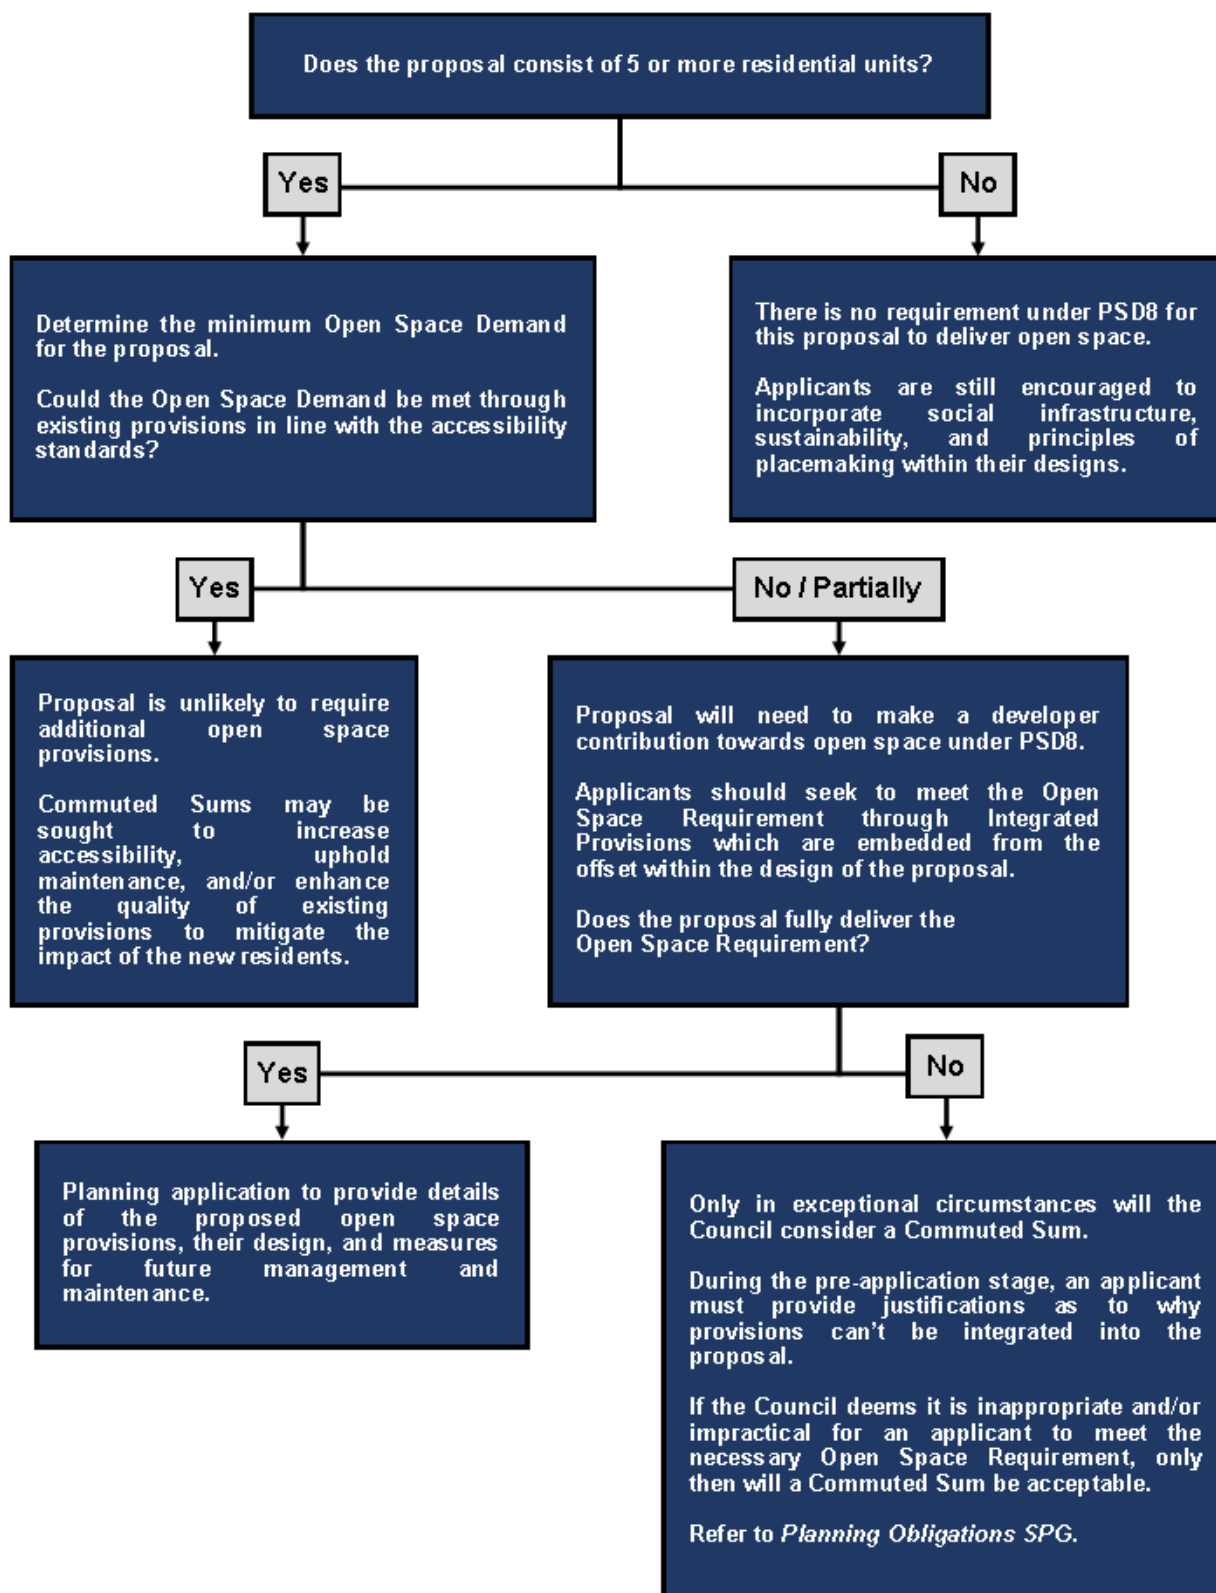 Does the proposal consist of 5 or more residential units?
Yes
No
Determine the minimum Open Space Demand
for the proposal.
Could the Open Space Demand be met through
existing provisions in line with the accessibility
standards?
There is no requirement under PSD8 for
this proposal to deliver open space.
Applicants are still encouraged to
incorporate social infrastructure,
sustainability, and principles of
placemaking within their designs.
Yes
No / Partially
Proposal is unlikely to require
additional open space
provisions.
Commuted Sums may be
sought to increase
accessibility, uphold
maintenance, and/or enhance
the quality of existing
provisions to mitigate the
impact of the new residents.
Proposal will need to make a developer
contribution towards open space under PSD8.
Applicants should seek to meet the Open
Space Requirement through Integrated
Provisions which are embedded from the
offset within the design of the proposal.
Does the proposal fully deliver the
Open Space Requirement?
Yes
No
Planning application to provide details
of the proposed open space
provisions, their design, and measures
for future management and
maintenance.
Only in exceptional circumstances will the
Council consider a Commuted Sum.
During the pre-application stage, an applicant
must provide justifications as to why
provisions can't be integrated into the
proposal.
If the Council deems it is inappropriate and/or
impractical for an applicant to meet the
necessary Open Space Requirement, only
then will a Commuted Sum be acceptable.
Refer to Planning Obligations SPG.